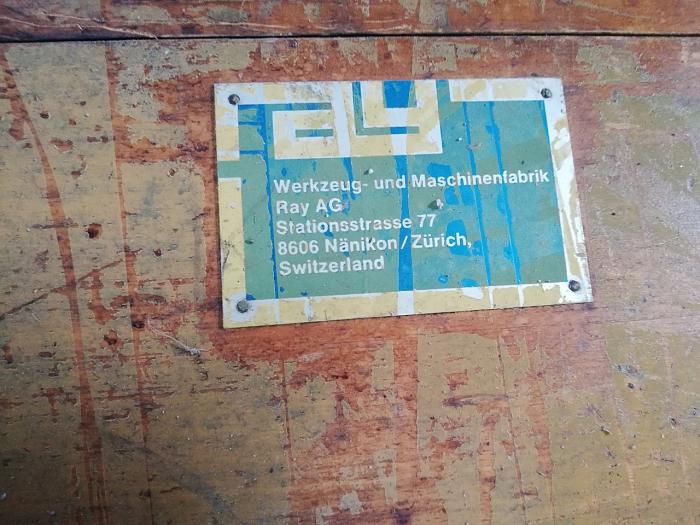 Werkzeug- und Maschinenfabrik
Ray AG
Stationsstrasse 77
8606 Nänikon/Zürich,
Switzerland